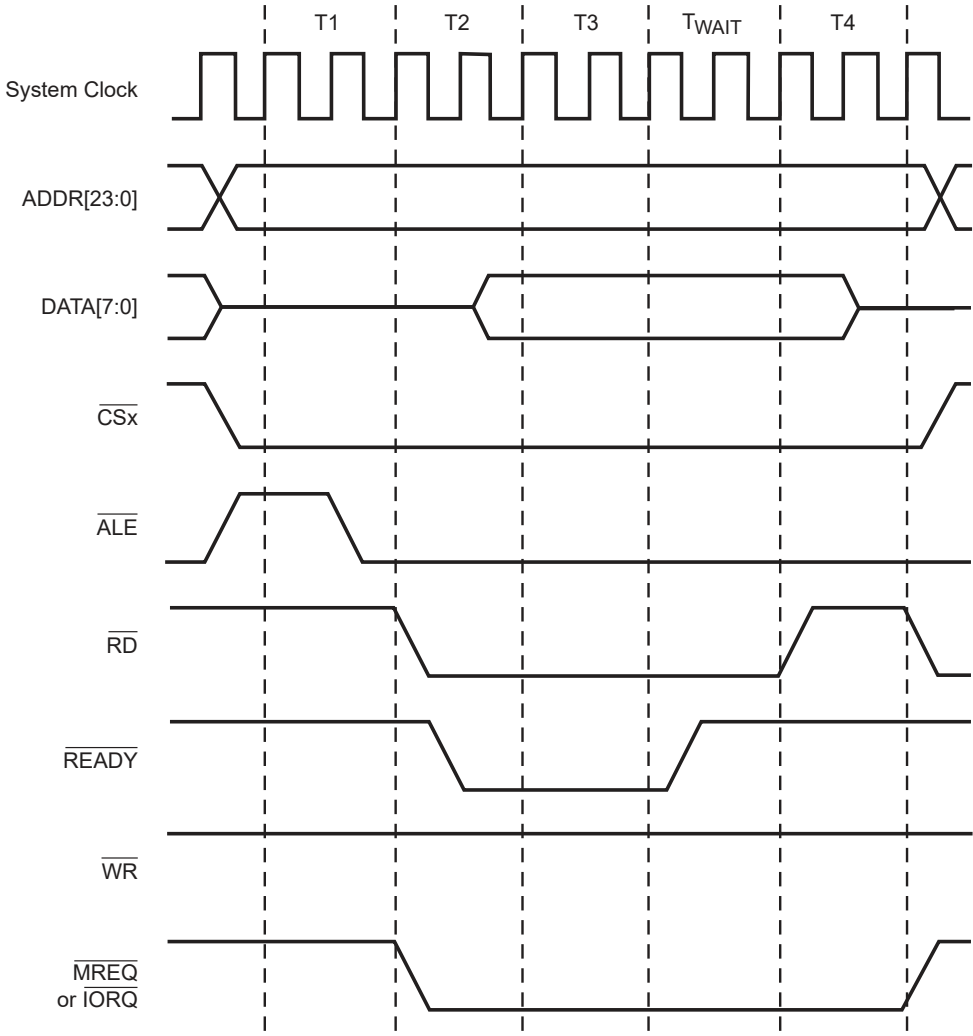 T1 T2 T3 TWAIT T4
System Clock
ADDR[23:0]
DATA[7:0]
CSx
ALE
RD
READY
WR
MREQ
or IORQ